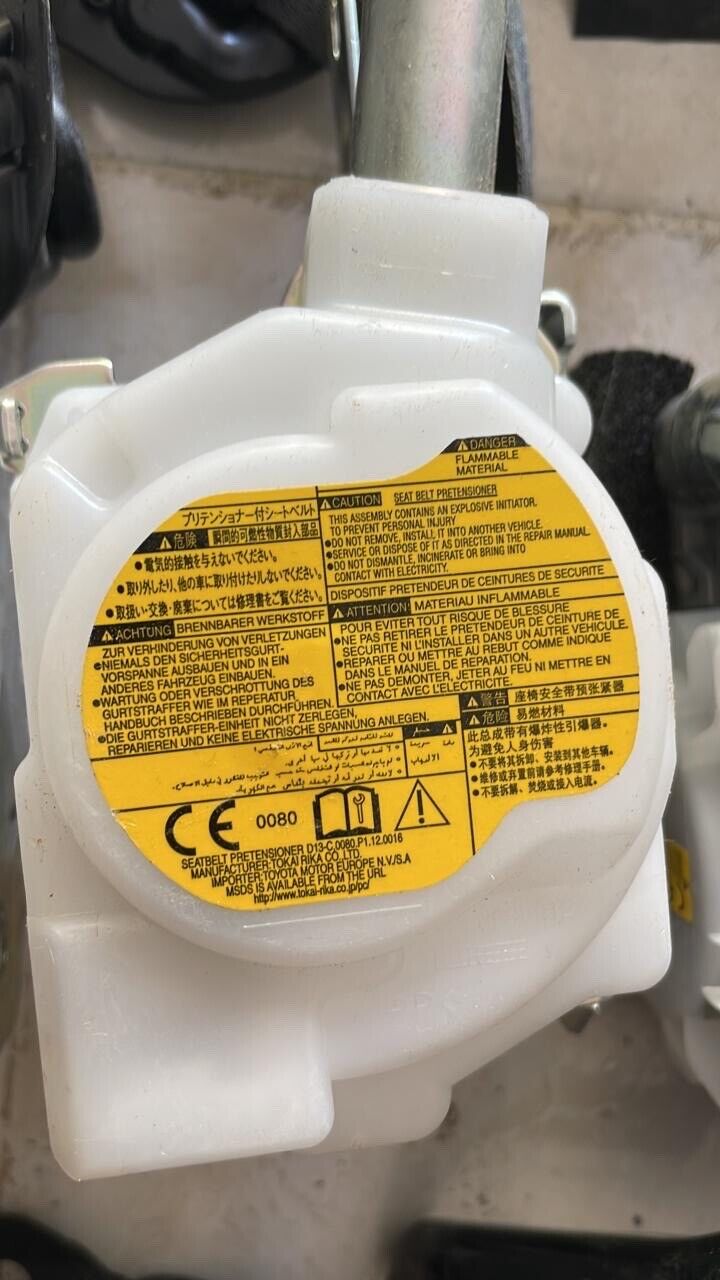 ⚠DANGER
FLAMMABLE
MATERIAL
プリテンショナー付シートベルト
⚠危険 瞬間的可燃性物質封入部品
●電気的接触を与えないでください。
●取り外したり、他の車に取り付けたりしないでください。
●取扱い・交換・廃棄については修理書をご覧ください。
⚠CAUTION SEAT BELT PRETENSIONER
THIS ASSEMBLY CONTAINS AN EXPLOSIVE INITIATOR.
TO PREVENT PERSONAL INJURY
●DO NOT REMOVE, INSTALL IT INTO ANOTHER VEHICLE.
●SERVICE OR DISPOSE OF IT AS DIRECTED IN THE REPAIR MANUAL.
●DO NOT DISMANTLE, INCINERATE OR BRING INTO
CONTACT WITH ELECTRICITY.
DISPOSITIF PRETENDEUR DE CEINTURES DE SECURITE
⚠ATTENTION MATERIAU INFLAMMABLE
POUR EVITER TOUT RISQUE DE BLESSURE
●NE PAS RETIRER LE PRETENDEUR DE CEINTURE DE
SECURITE NI L'INSTALLER DANS UN AUTRE VEHICULE.
●REPARER OU METTRE AU REBUT COMME INDIQUE
DANS LE MANUEL DE REPARATION.
●NE PAS DEMONTER, JETER AU FEU NI METTRE EN
CONTACT AVEC L'ELECTRICITE.
⚠ACHTUNG BRENNBARER WERKSTOFF
ZUR VERHINDERUNG VON VERLETZUNGEN
●NIEMALS DEN SICHERHEITSGURT-
VORSPANNE AUSBAUEN UND IN EIN
ANDERES FAHRZEUG EINBAUEN.
●WARTUNG ODER VERSCHROTTUNG DES
GURTSTRAFFER WIE IM REPERATUR
HANDBUCH BESCHRIEBEN DURCHFÜHREN.
●DIE GURTSTRAFFER-EINHEIT NICHT ZERLEGEN,
REPARIEREN UND KEINE ELEKTRISCHE SPANNUNG ANLEGEN.
⚠警告 座椅安全带预张紧器
⚠危险 易燃材料
此总成带有爆炸性引爆器。
为避免人身伤害
●不要将其拆卸、安装到其他车辆。
●维修或弃置前请参考修理手册。
●不要拆解、焚烧或接入电流。
CE 0080
SEATBELT PRETENSIONER D13-C.0080.P1.12.0016
MANUFACTURER:TOKAI RIKA CO, LTD.
IMPORTER:TOYOTA MOTOR EUROPE N.V./S.A
MSDS IS AVAILABLE FROM THE URL
http://www.tokai-rika.co.jp/pc/